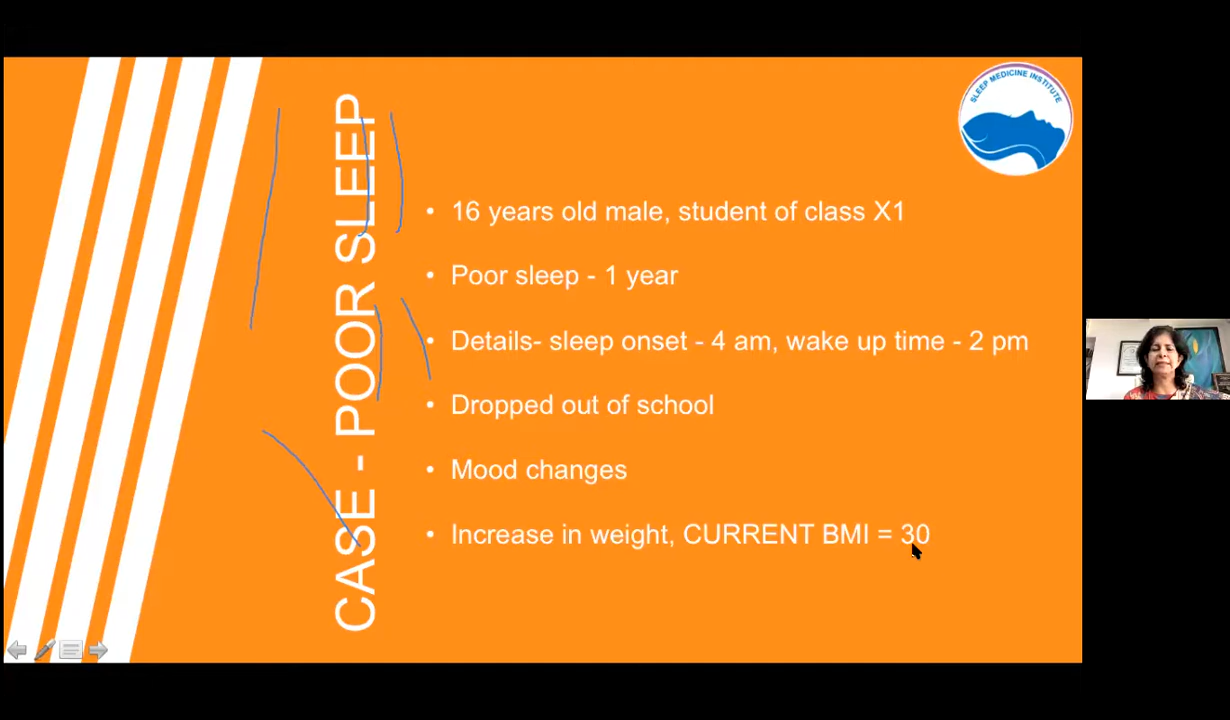 SLEEP MEDICINE INSTITUTE
CASE - POOR SLEEP
• 16 years old male, student of class X1
• Poor sleep - 1 year
• Details- sleep onset - 4 am, wake up time - 2 pm
• Dropped out of school
• Mood changes
• Increase in weight, CURRENT BMI = 30